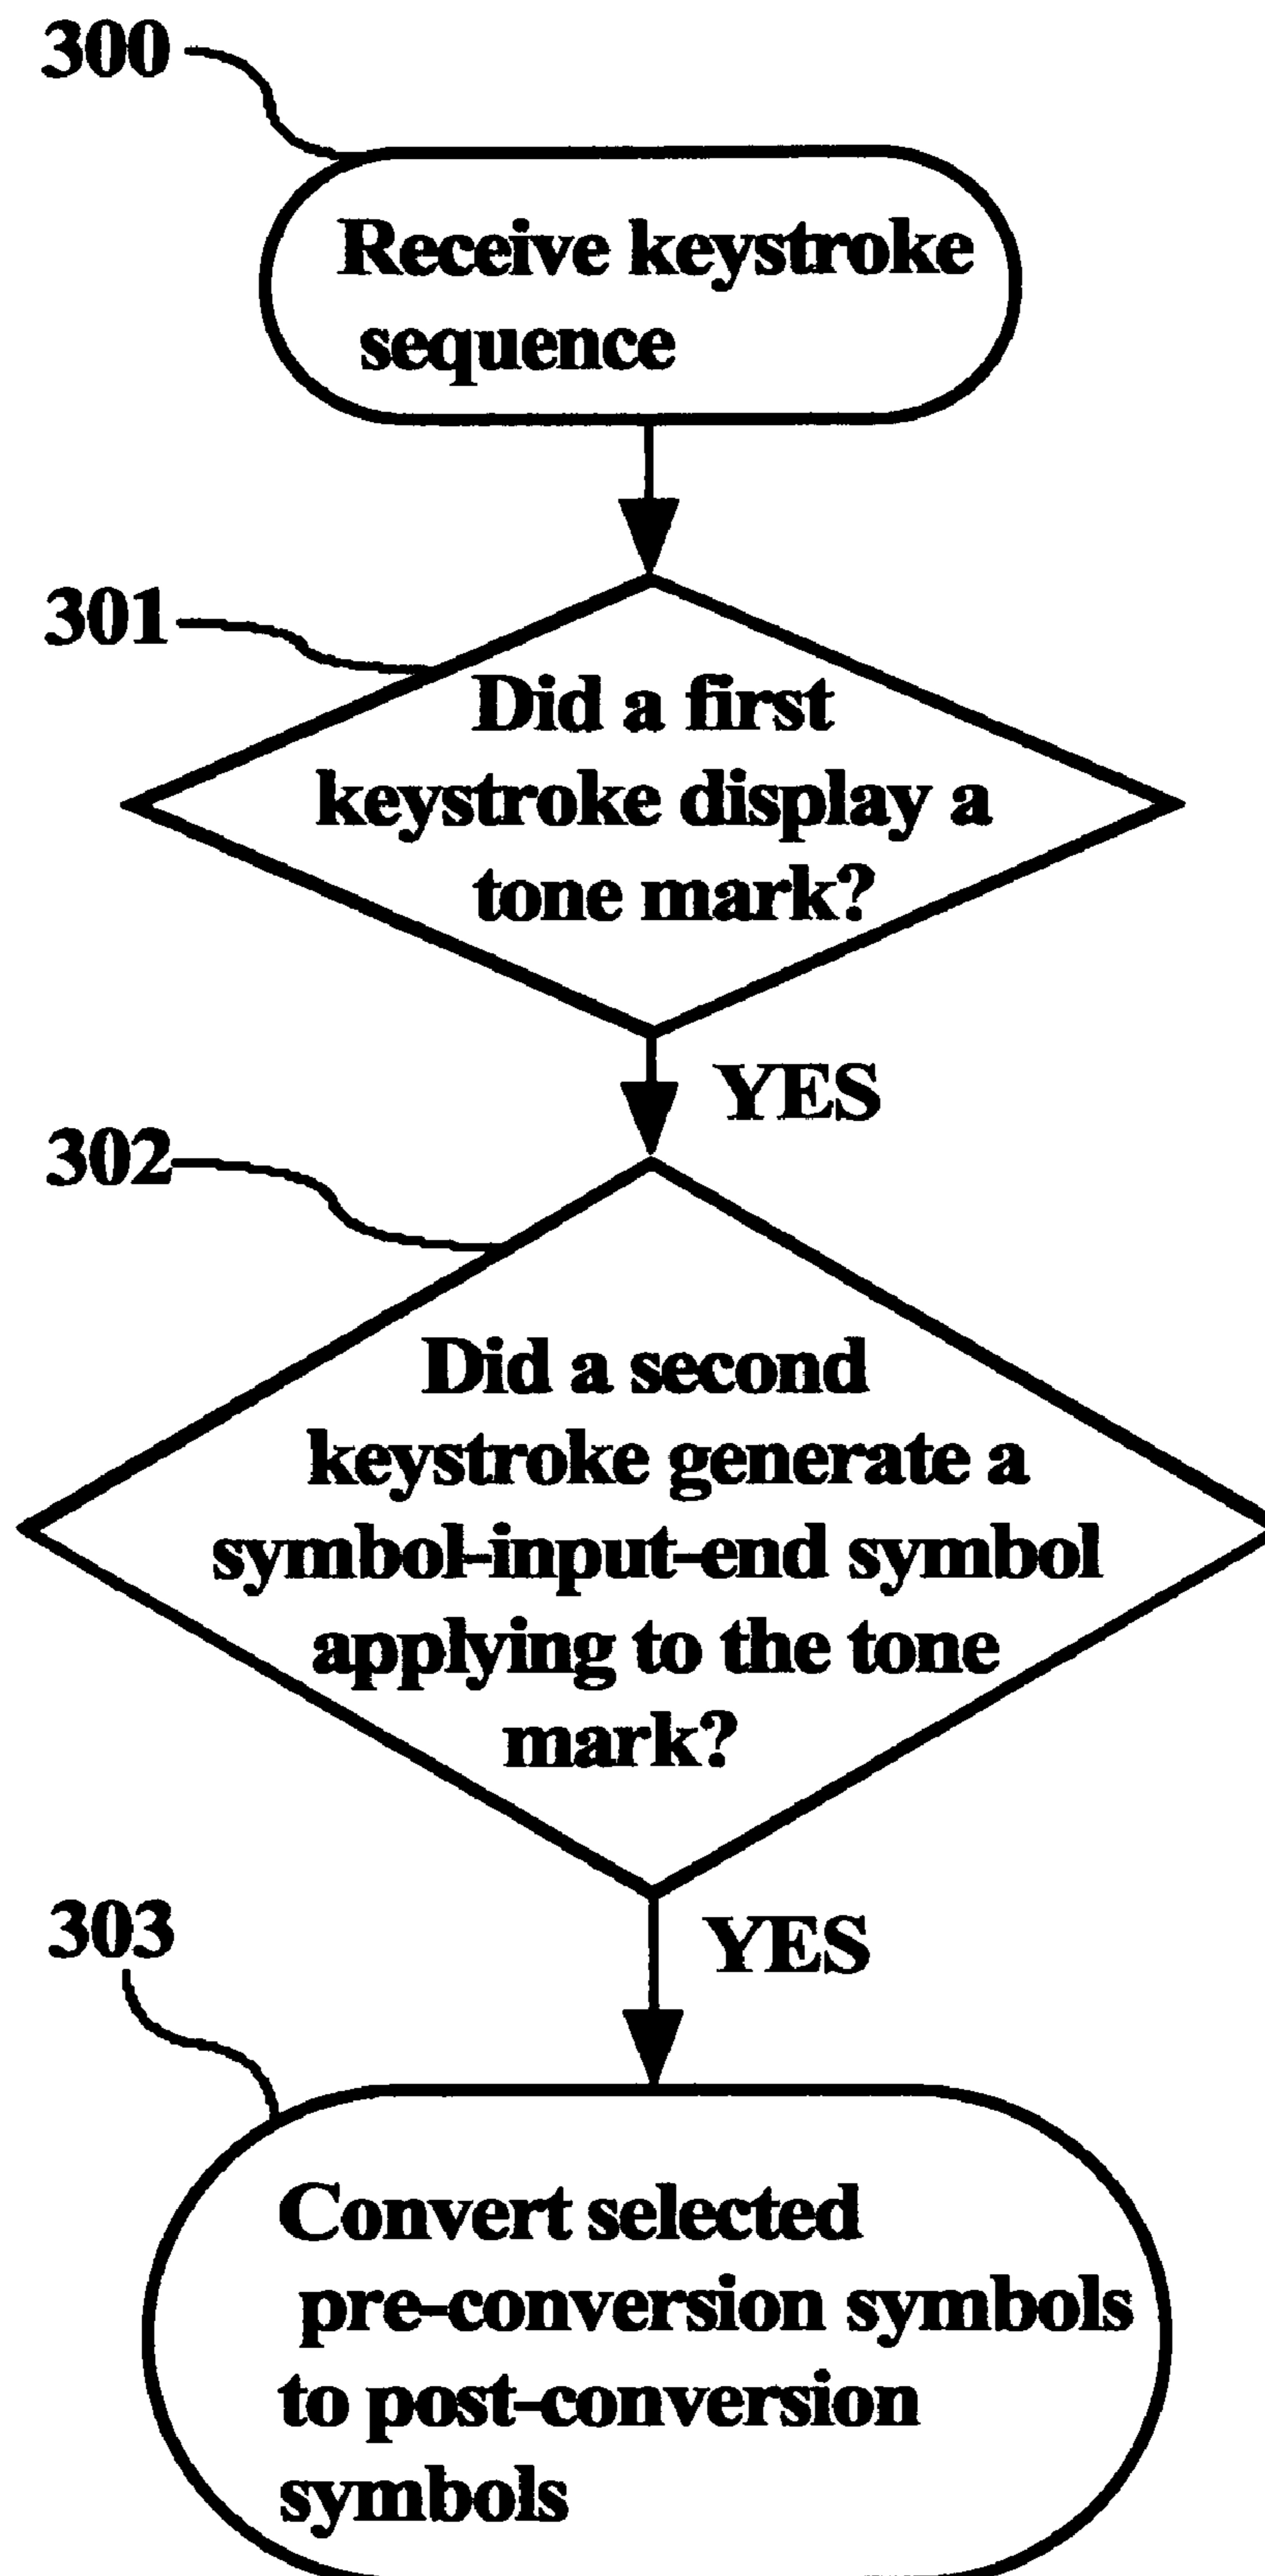 300
Receive keystroke
sequence
301
Did a first
keystroke display a
tone mark?
YES
302
Did a second
keystroke generate a
symbol-input-end symbol
applying to the tone
mark?
YES
303
Convert selected
pre-conversion symbols
to post-conversion
symbols